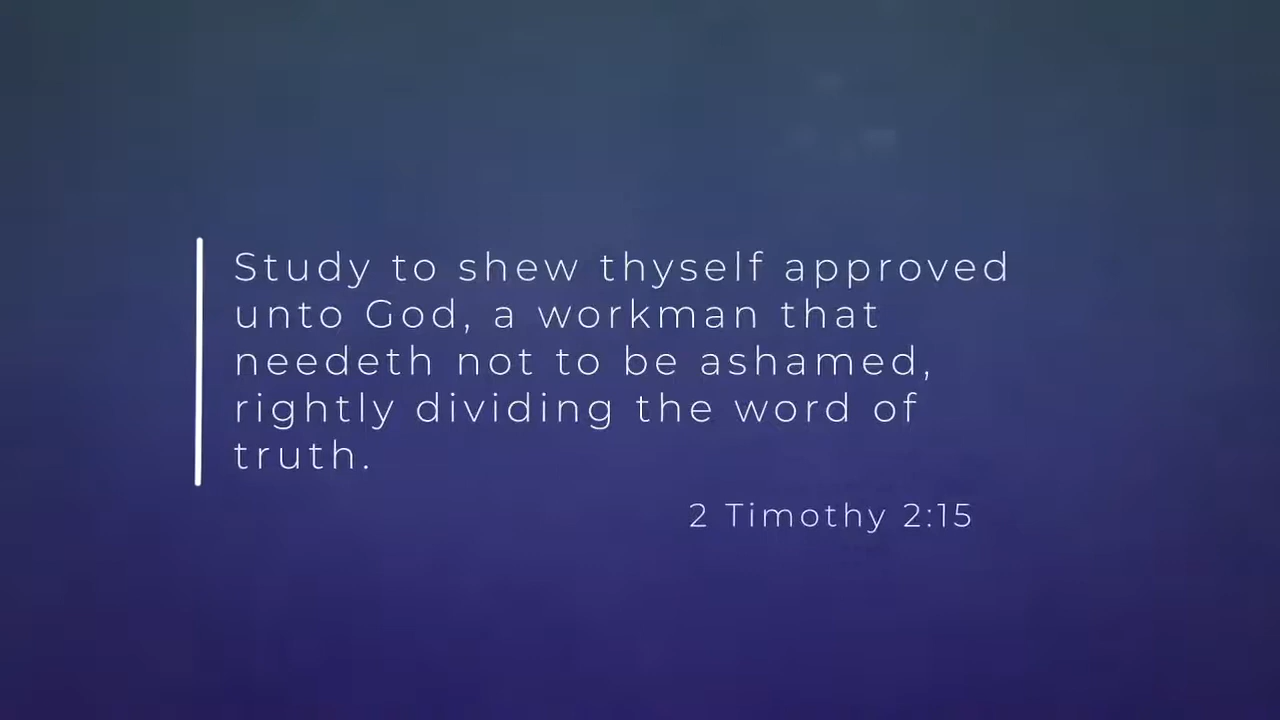 Study to shew thyself approved
unto God, a workman that
needeth not to be ashamed,
rightly dividing the word of
truth.
2 Timothy 2:15